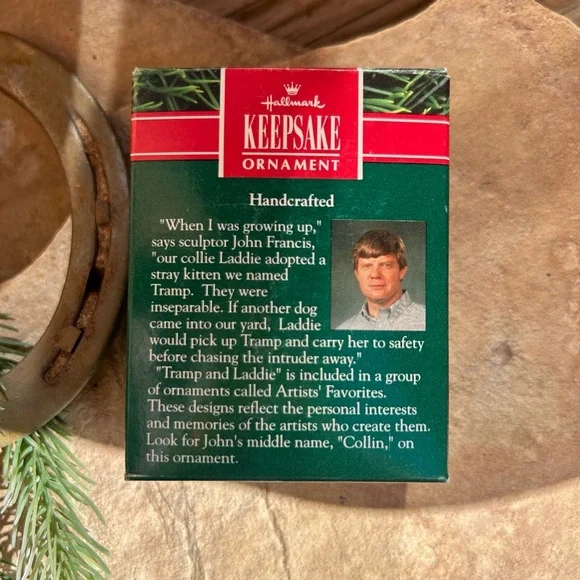 Hallmark
KEEPSAKE
ORNAMENT
Handcrafted
"When I was growing up,"
says sculptor John Francis,
"our collie Laddie adopted a
stray kitten we named
Tramp. They were
inseparable. If another dog
came into our yard, Laddie
would pick up Tramp and carry her to safety
before chasing the intruder away."
"Tramp and Laddie" is included in a group
of ornaments called Artists' Favorites.
These designs reflect the personal interests
and memories of the artists who create them.
Look for John's middle name, "Collin," on
this ornament.